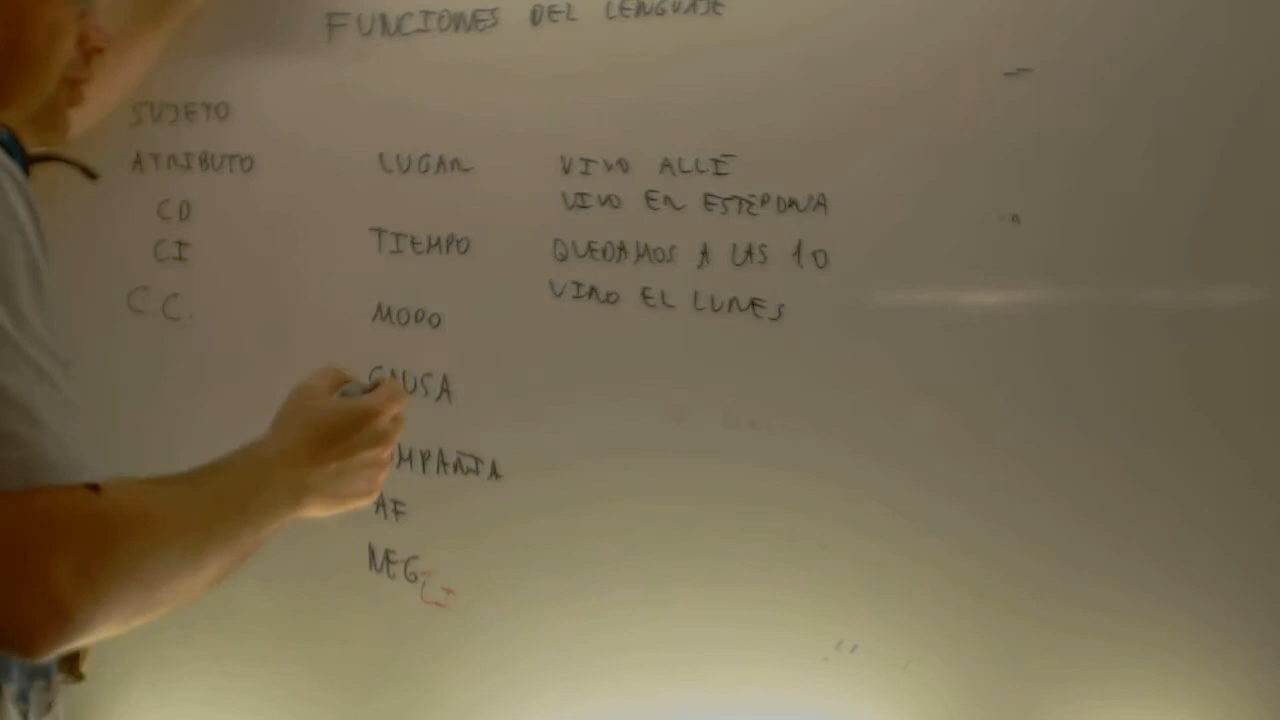 FUNCIONES DEL LENGUAJE
SUJETO
ATRIBUTO LUGAR VIVO ALLÍ
CD VIVO EN ESTEPONA
CI TIEMPO QUEDAMOS A LAS 10
C.C. MODO VINO EL LUNES
CAUSA
MPAÑÍA
AF
NEG